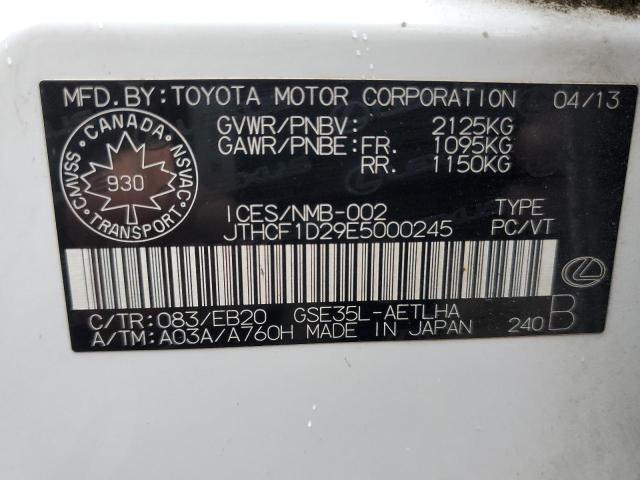 MFD.BY:TOYOTA MOTOR CORPORATION 04/13
GVWR/PNBV: 2125KG
GAWR/PNBE:FR. 1095KG
RR. 1150KG
CANADA
CMVSS NSVAC
930
TRANSPORT
ICES/NMB-002 TYPE
JTHCF1D29E5000245 PC/VT
C/TR:083/EB20 GSE35L-AETLHA
A/TM:A03A/A760H MADE IN JAPAN 240 B